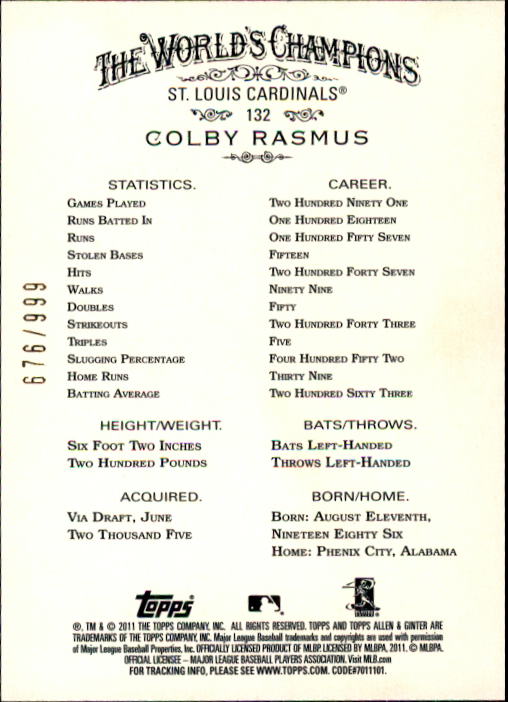 THE WORLD'S CHAMPIONS
ST. LOUIS CARDINALS®
132
COLBY RASMUS
STATISTICS. CAREER.
GAMES PLAYED TWO HUNDRED NINETY ONE
RUNS BATTED IN ONE HUNDRED EIGHTEEN
RUNS ONE HUNDRED FIFTY SEVEN
STOLEN BASES FIFTEEN
HITS TWO HUNDRED FORTY SEVEN
WALKS NINETY NINE
DOUBLES FIFTY
STRIKEOUTS TWO HUNDRED FORTY THREE
TRIPLES FIVE
SLUGGING PERCENTAGE FOUR HUNDRED FIFTY TWO
HOME RUNS THIRTY NINE
BATTING AVERAGE TWO HUNDRED SIXTY THREE
676/999
HEIGHT/WEIGHT. BATS/THROWS.
SIX FOOT TWO INCHES BATS LEFT-HANDED
TWO HUNDRED POUNDS THROWS LEFT-HANDED
ACQUIRED. BORN/HOME.
VIA DRAFT, JUNE BORN: AUGUST ELEVENTH,
TWO THOUSAND FIVE NINETEEN EIGHTY SIX
HOME: PHENIX CITY, ALABAMA
Topps
®, TM & © 2011 THE TOPPS COMPANY, INC. ALL RIGHTS RESERVED. TOPPS AND TOPPS ALLEN & GINTER ARE
TRADEMARKS OF THE TOPPS COMPANY, INC. Major League Baseball trademarks and copyrights are used with permission
of Major League Baseball Properties, Inc. OFFICIALLY LICENSED PRODUCT OF MLBP. LICENSED BY MLBPA, 2011. © MLBPA.
OFFICIAL LICENSEE – MAJOR LEAGUE BASEBALL PLAYERS ASSOCIATION. Visit MLB.com
FOR TRACKING INFO, PLEASE SEE WWW.TOPPS.COM. CODE#7011101.